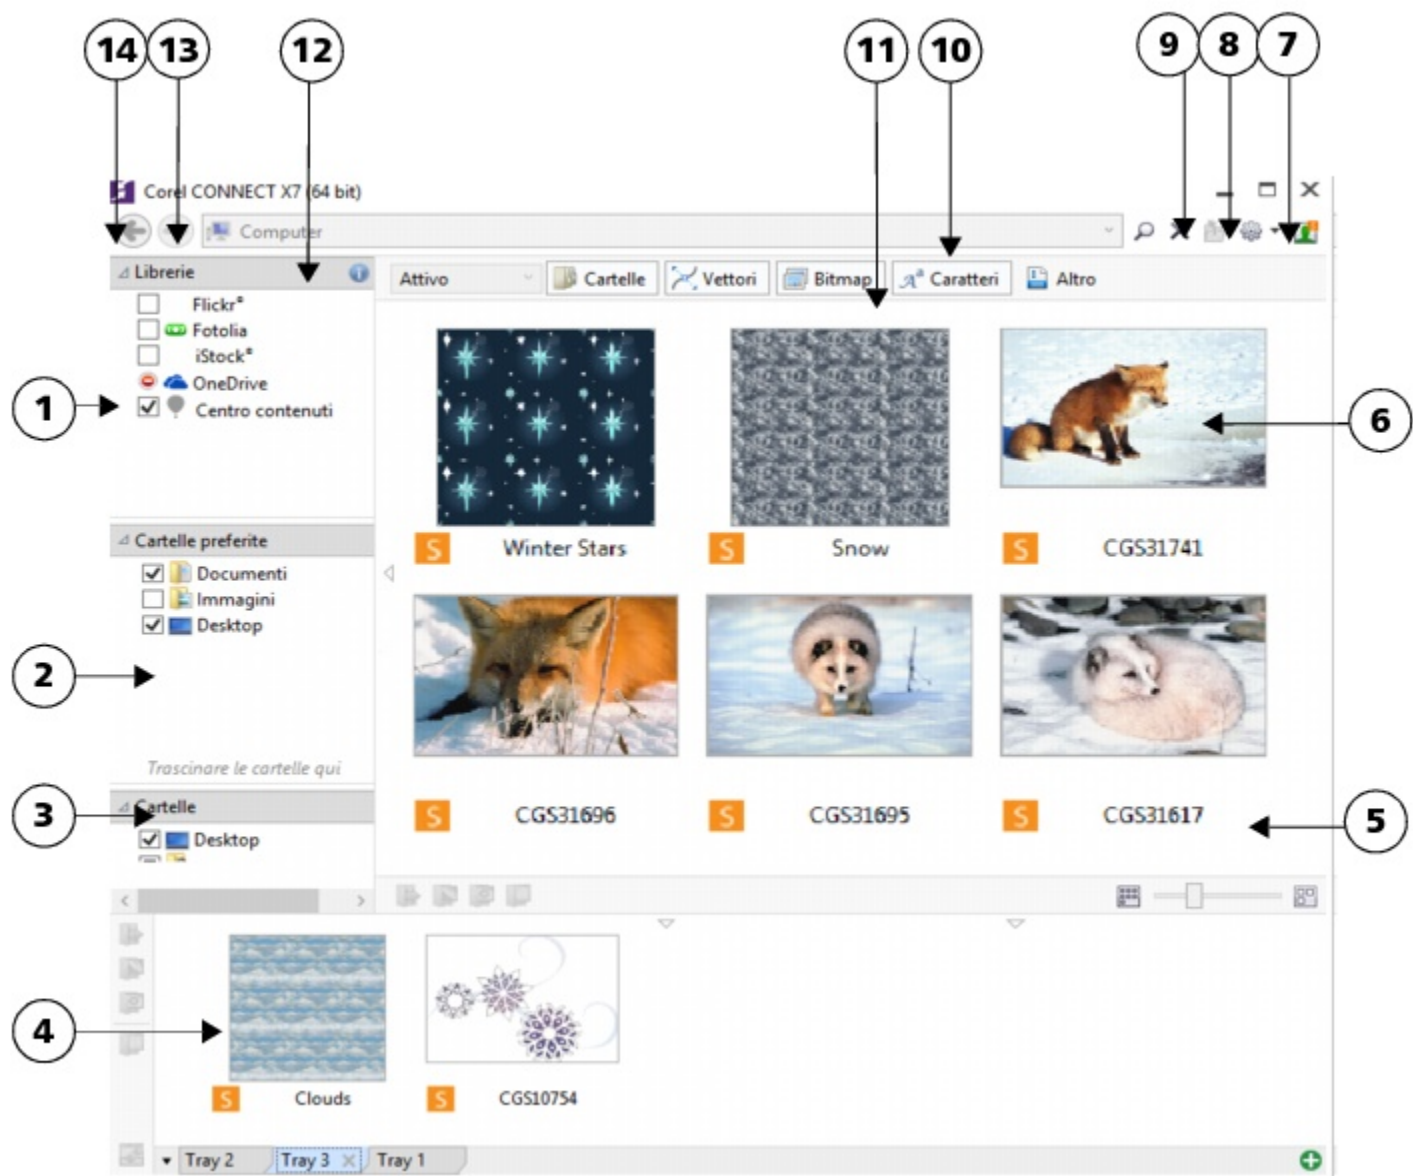 14 13 12 11 10 9 8 7
Corel CONNECT X7 (64 bit)
Computer
Librerie
Flickr®
Fotolia
iStock®
OneDrive
Centro contenuti
1
Attivo Cartelle Vettori Bitmap Caratteri Altro
Winter Stars
Snow
CGS31741
6
Cartelle preferite
Documenti
Immagini
Desktop
2
Trascinare le cartelle qui
3
Cartelle
Desktop
CGS31696
CGS31695
CGS31617
5
4
Clouds
CGS10754
Tray 2 Tray 3 Tray 1